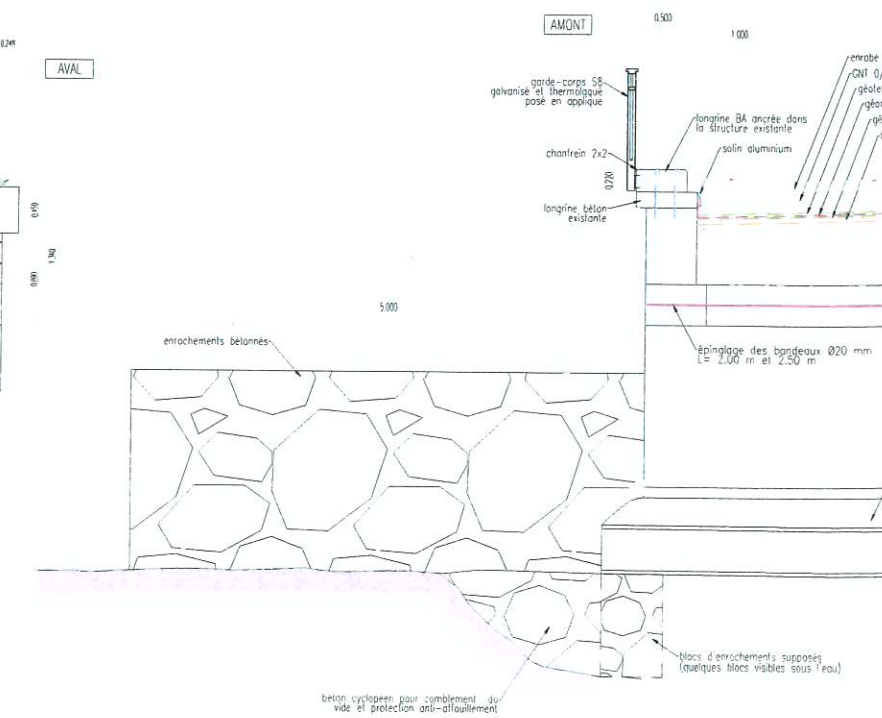 AMONT
0.500
1.000
AVAL
enrobé
GNT 0/
garde-corps S8
galvanisé et thermolaqué
posé en applique
longrine BA ancrée dans
la structure existante
solin aluminium
chanfrein 2x2
0.220
longrine béton
existante
5.000
enrochements bétonnés
épinglage des bandeaux Ø20 mm
L= 2.00 m et 2.50 m
blocs d'enrochements supposés
(quelques blocs visibles sous l'eau)
béton cyclopéen pour comblement du
vide et protection anti-affouillement